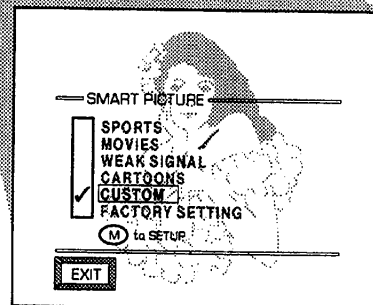 SMART PICTURE
SPORTS
MOVIES
WEAK SIGNAL
CARTOONS
CUSTOM
FACTORY SETTING
M to SETUP
EXIT